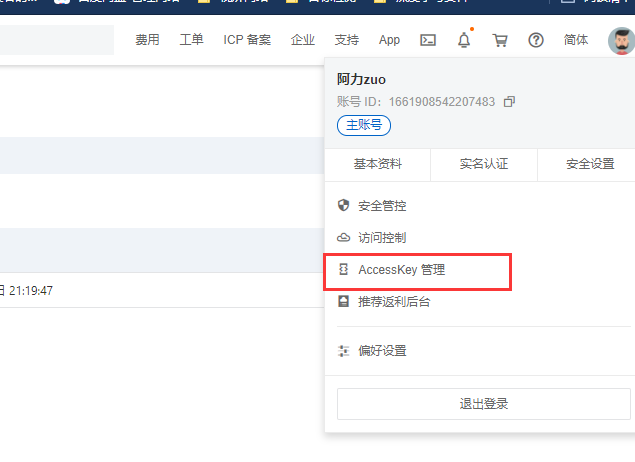 费用 工单 ICP 备案 企业 支持 App 简体
阿力zuo
账号 ID: 1661908542207483
主账号
基本资料 实名认证 安全设置
安全管控
访问控制
AccessKey 管理
21:19:47
推荐返利后台
偏好设置
退出登录